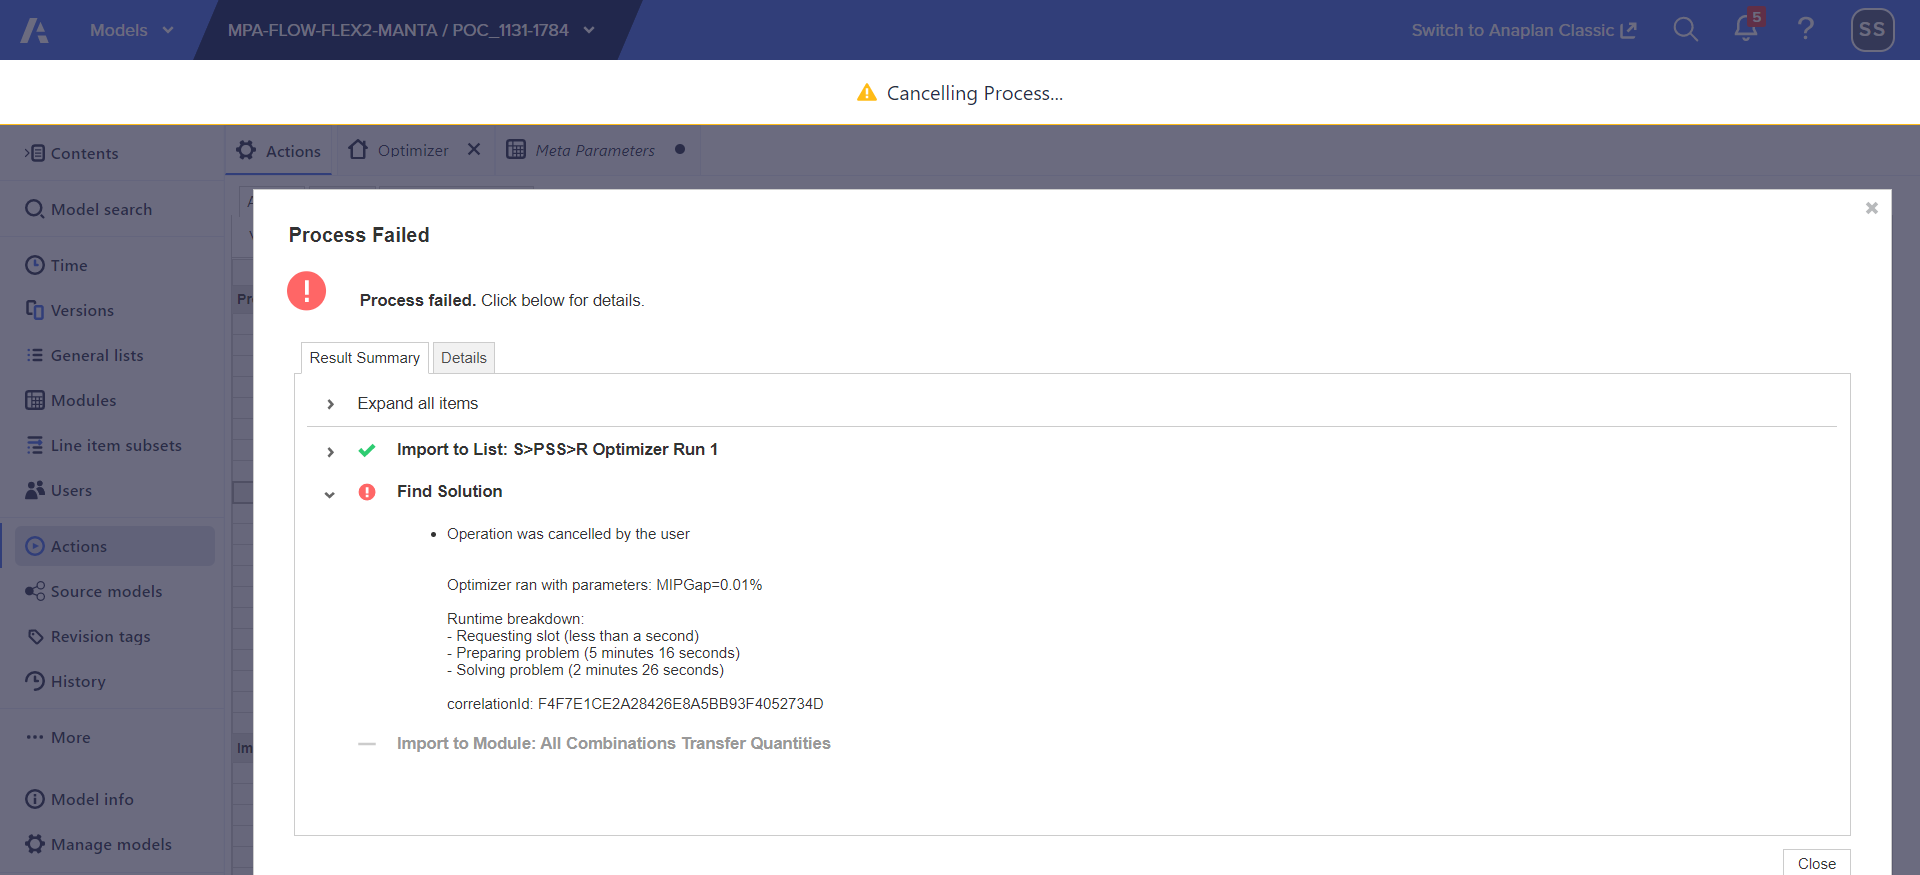 Models
MPA-FLOW-FLEX2-MANTA / POC_1131-1784
Switch to Anaplan Classic
5
SS
Cancelling Process...
Contents
Actions
Optimizer
Meta Parameters
Model search
Time
Versions
General lists
Modules
Line item subsets
Users
Actions
Source models
Revision tags
History
More
Model info
Manage models
Process Failed
Process failed. Click below for details.
Result Summary
Details
Expand all items
Import to List: S>PSS>R Optimizer Run 1
Find Solution
• Operation was cancelled by the user
Optimizer ran with parameters: MIPGap=0.01%
Runtime breakdown:
- Requesting slot (less than a second)
- Preparing problem (5 minutes 16 seconds)
- Solving problem (2 minutes 26 seconds)
correlationId: F4F7E1CE2A28426E8A5BB93F4052734D
Import to Module: All Combinations Transfer Quantities
Close